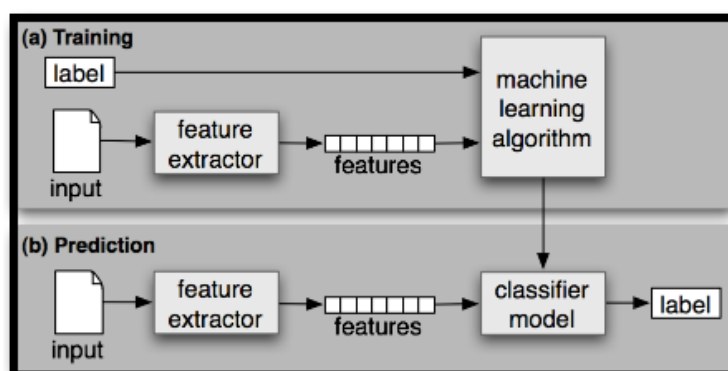 (a) Training
label
machine
learning
algorithm
feature
extractor
features
input
(b) Prediction
feature
extractor
features
classifier
model
label
input